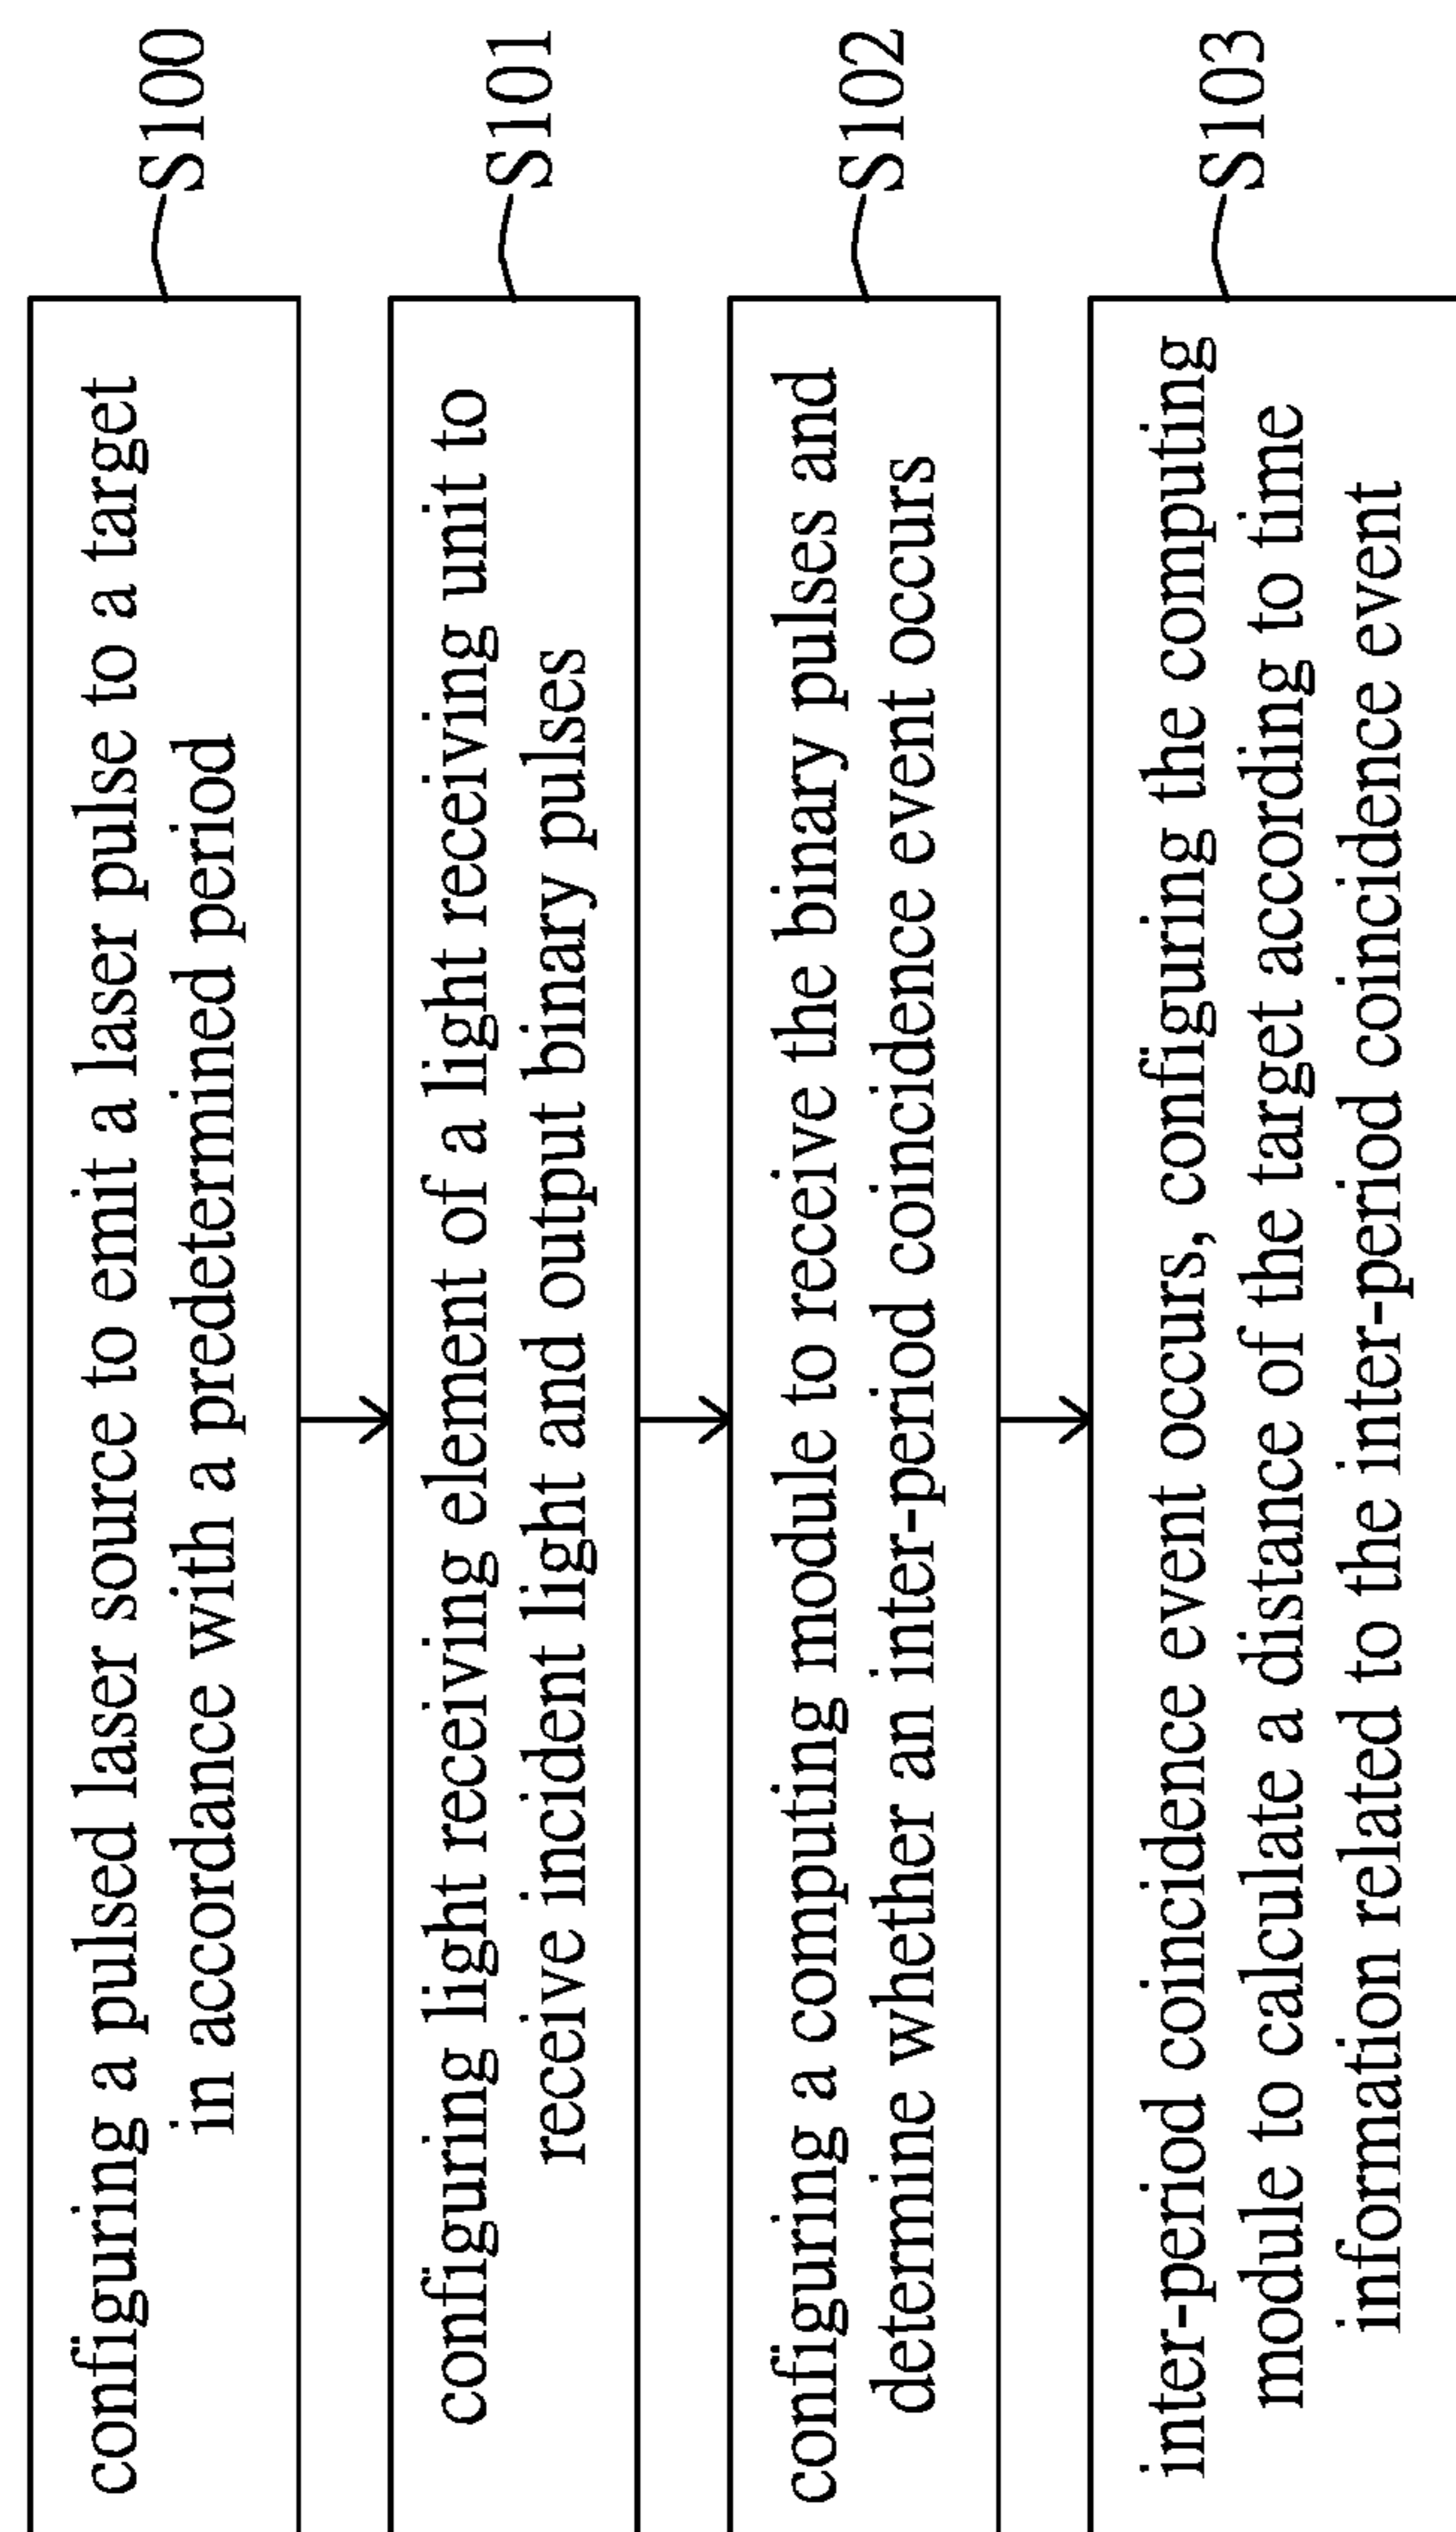 configuring a pulsed laser source to emit a laser pulse to a target
in accordance with a predetermined period
S100
configuring light receiving element of a light receiving unit to
receive incident light and output binary pulses
S101
configuring a computing module to receive the binary pulses and
determine whether an inter-period coincidence event occurs
S102
inter-period coincidence event occurs, configuring the computing
module to calculate a distance of the target according to time
information related to the inter-period coincidence event
S103